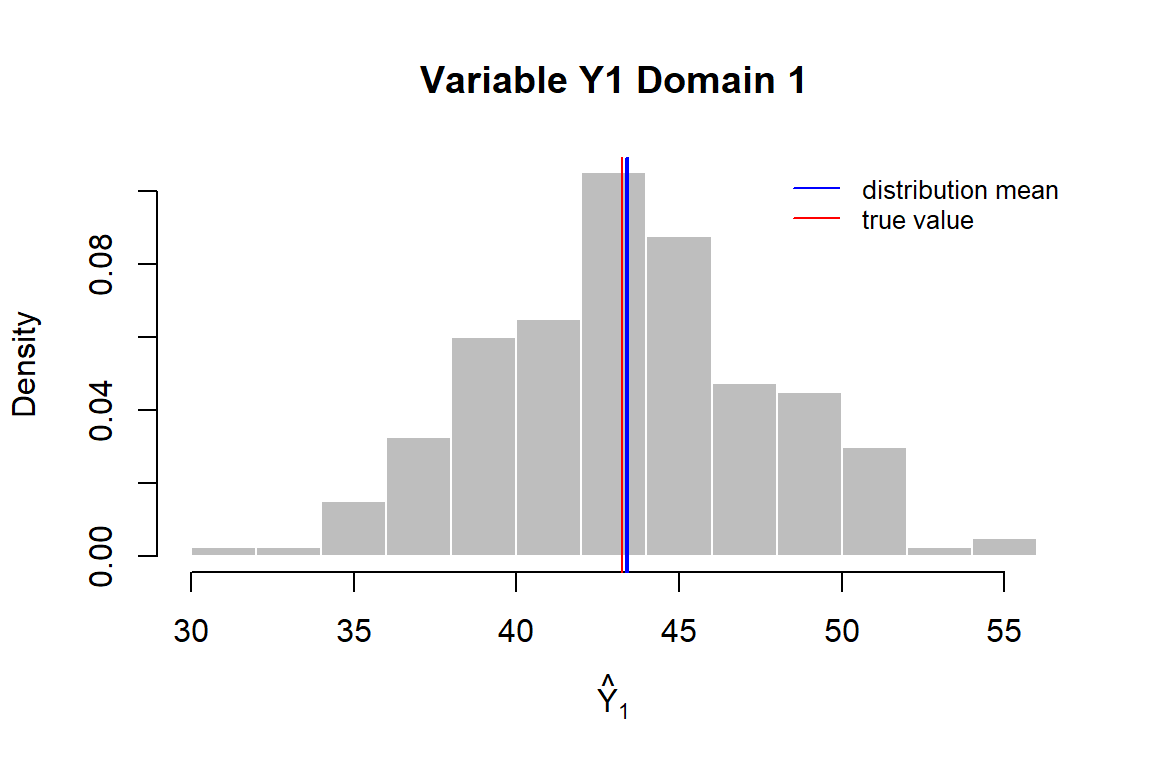 Variable Y1 Domain 1
distribution mean
true value
Density
0.00
0.04
0.08
30 35 40 45 50 55
Ŷ₁